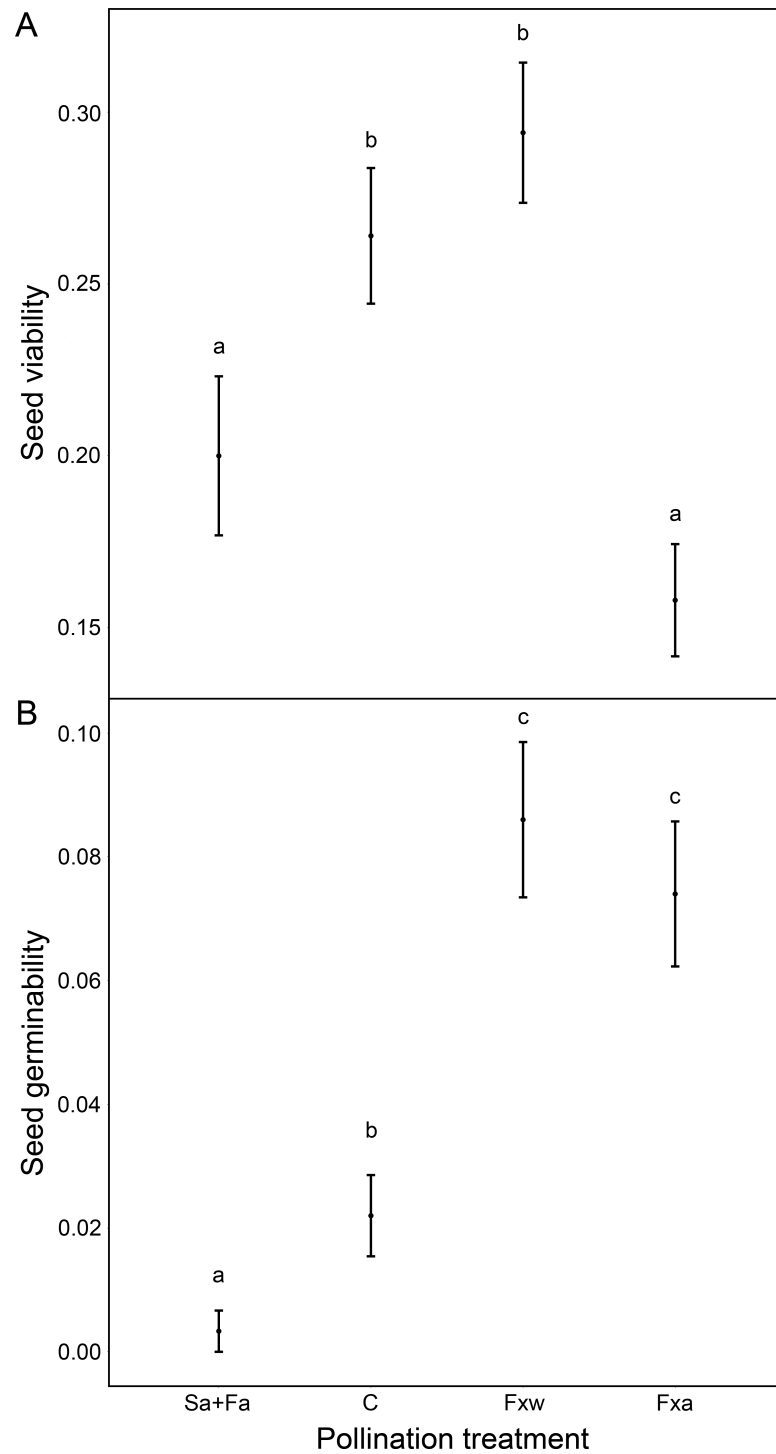 A
b
0.30
b
0.25
Seed viability
a
0.20
a
0.15
B
c
0.10
c
0.08
0.06
Seed germinability
0.04
b
0.02
a
0.00
Sa+Fa C Fxw Fxa
Pollination treatment